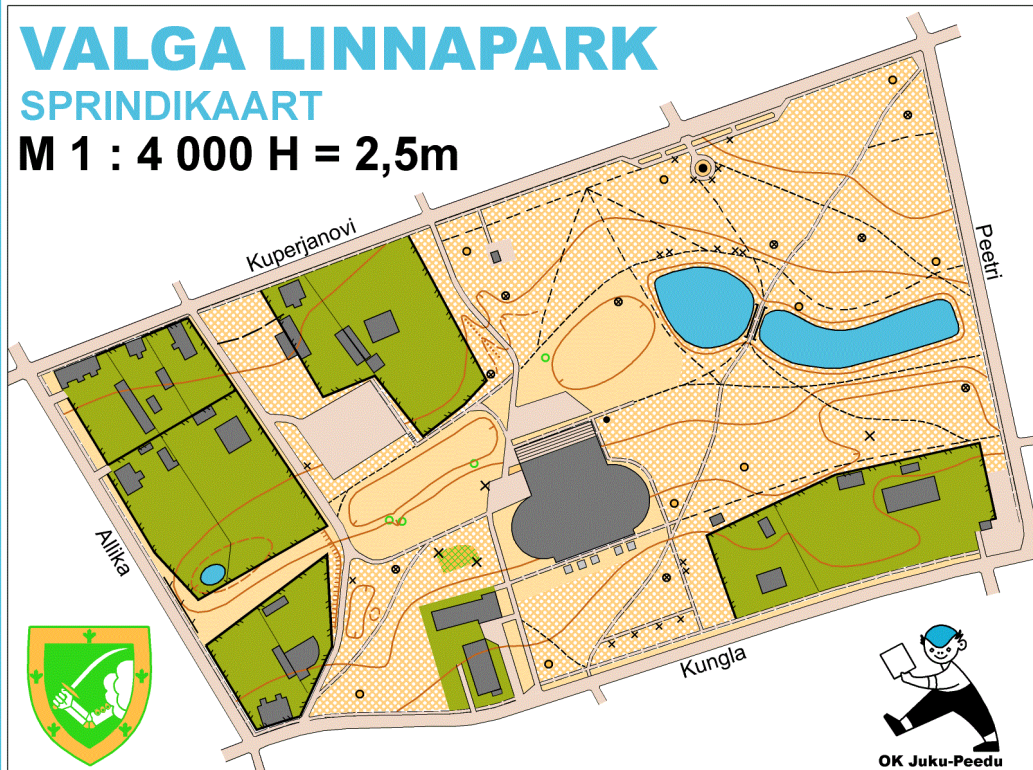 VALGA LINNAPARK
SPRINDIKAART
M 1 : 4 000 H = 2,5m
Kuperjanovi
Peetri
Allika
Kungla
OK Juku-Peedu